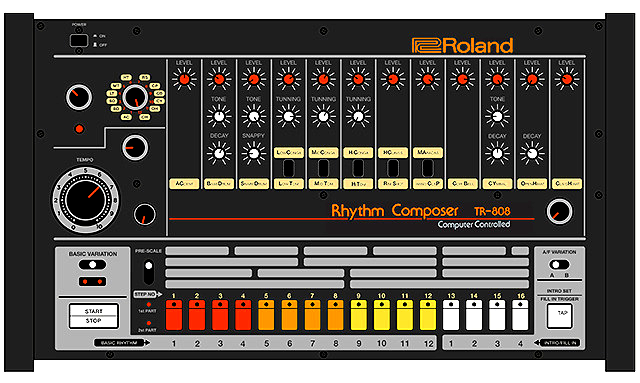 POWER
ON
OFF
Roland
LEVEL LEVEL LEVEL LEVEL LEVEL LEVEL LEVEL LEVEL LEVEL LEVEL LEVEL LEVEL
TONE TONE TUNNING TUNNING TUNNING TONE
DECAY SNAPPY DECAY DECAY
TEMPO
Rhythm Composer TR-808
Computer Controlled
BASIC VARIATION
PRE-SCALE
A/F VARIATION
A B
INTRO SET
FILL IN TRIGGER
STEP NO
1 2 3 4 5 6 7 8 9 10 11 12 13 14 15 16
1st PART
2nd PART
START
STOP
TAP
BASIC RHYTHM
1 2 3 4 5 6 7 8 9 10 11 12 1 2 3 4
INTRO/FILL IN